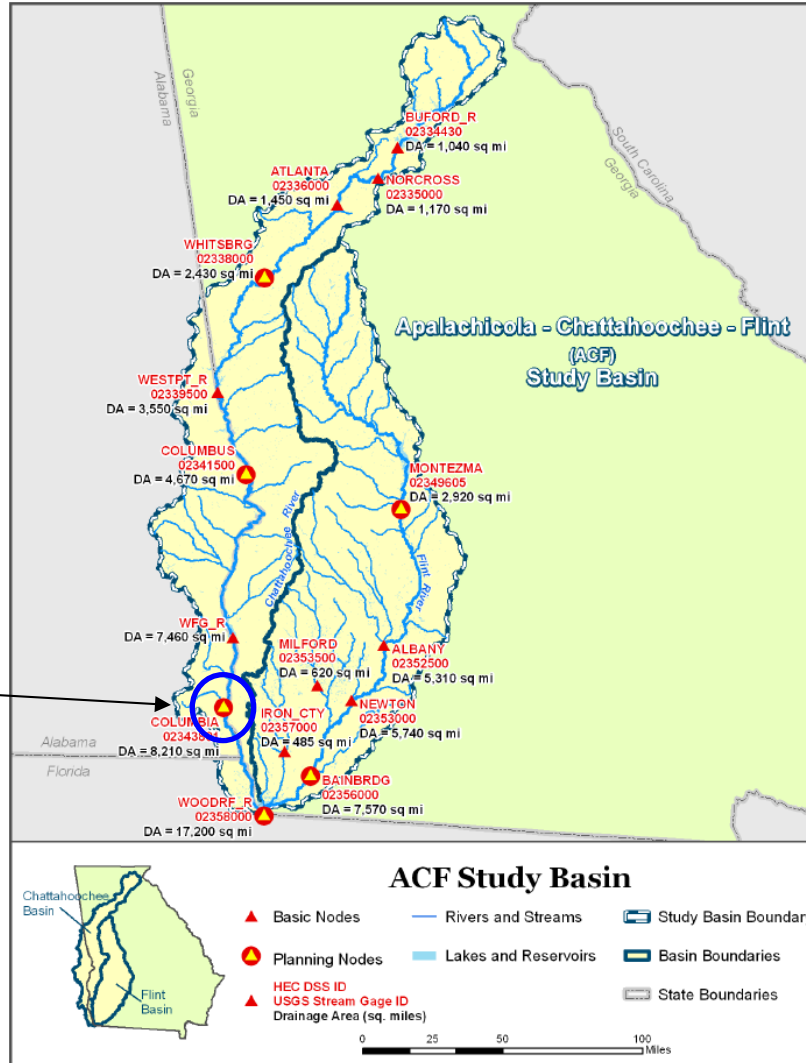 Georgia
Alabama
South Carolina
Georgia
BUFORD_R
02334430
DA = 1,040 sq mi
ATLANTA
02336000
DA = 1,450 sq mi
NORCROSS
02335000
DA = 1,170 sq mi
WHITSBRG
02338000
DA = 2,430 sq mi
Apalachicola - Chattahoochee - Flint
(ACF)
Study Basin
WESTPT_R
02339500
DA = 3,550 sq mi
COLUMBUS
02341500
DA = 4,670 sq mi
MONTEZMA
02349605
DA = 2,920 sq mi
Chattahoochee River
Flint River
WFG_R
DA = 7,460 sq mi
MILFORD
02353500
DA = 620 sq mi
ALBANY
02352500
DA = 5,310 sq mi
COLUMBIA
DA = 8,210 sq mi
IRON_CTY
02357000
DA = 485 sq mi
NEWTON
02353000
DA = 5,740 sq mi
Alabama
Florida
BAINBRDG
02356000
DA = 7,570 sq mi
WOODRF_R
02358000
DA = 17,200 sq mi
Chattahoochee
Basin
Flint
Basin
ACF Study Basin
Basic Nodes
Rivers and Streams
Study Basin Boundar
Planning Nodes
Lakes and Reservoirs
Basin Boundaries
HEC DSS ID
USGS Stream Gage ID
Drainage Area (sq. miles)
State Boundaries
0 25 50 100
Miles